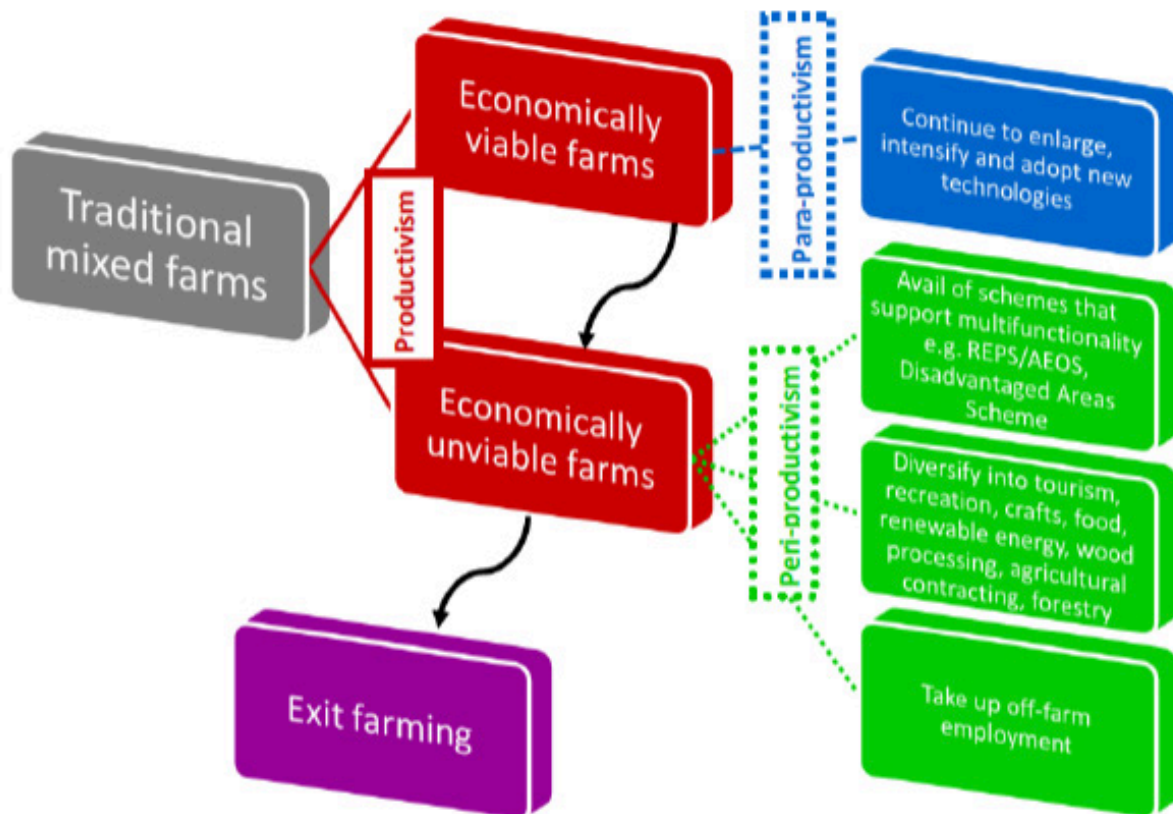 Traditional
mixed farms
Productivism
Economically
viable farms
Economically
unviable farms
Exit farming
Para-productivism
Continue to enlarge,
intensify and adopt new
technologies
Peri-productivism
Avail of schemes that
support multifunctionality
e.g. REPS/AEOS,
Disadvantaged Areas
Scheme
Diversify into tourism,
recreation, crafts, food,
renewable energy, wood
processing, agricultural
contracting, forestry
Take up off-farm
employment